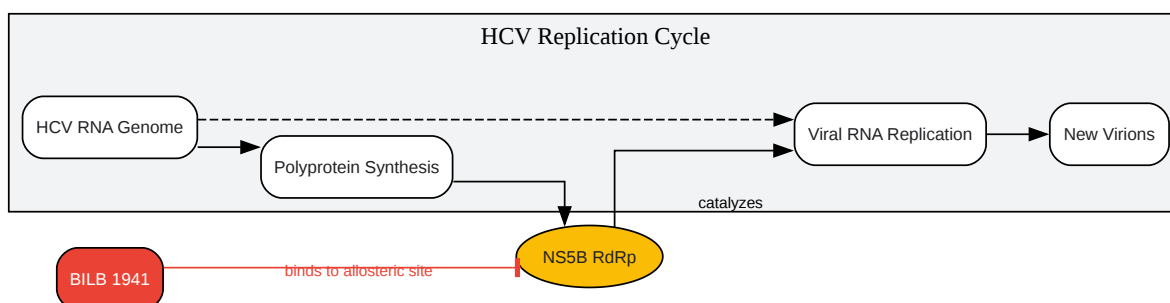 HCV Replication Cycle
HCV RNA Genome
Polyprotein Synthesis
Viral RNA Replication
New Virions
catalyzes
NS5B RdRp
binds to allosteric site
BILB 1941